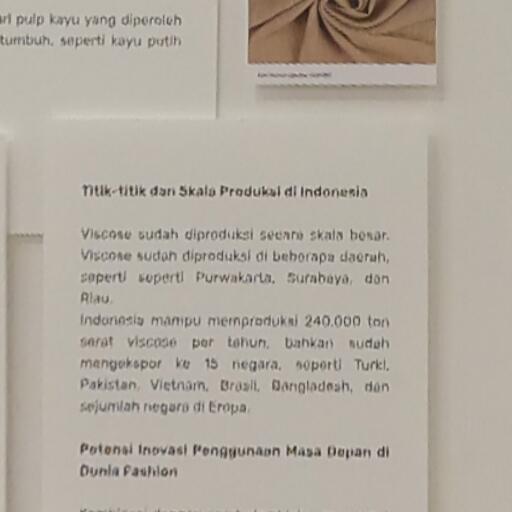 ari pulp kayu yang diperoleh
tumbuh, seperti kayu putih
Titik-titik dan Skala Produksi di Indonesia
Viscose sudah diproduksi secara skala besar.
Viscose sudah diproduksi di beberapa daerah,
seperti seperti Purwakarta, Surabaya, dan
Riau.
Indonesia mampu memproduksi 240.000 ton
serat viscose per tahun, bahkan sudah
mengekspor ke 15 negara, seperti Turki,
Pakistan, Vietnam, Brasil, Bangladesh, dan
sejumlah negara di Eropa.
Potensi Inovasi Penggunaan Masa Depan di
Dunia Fashion